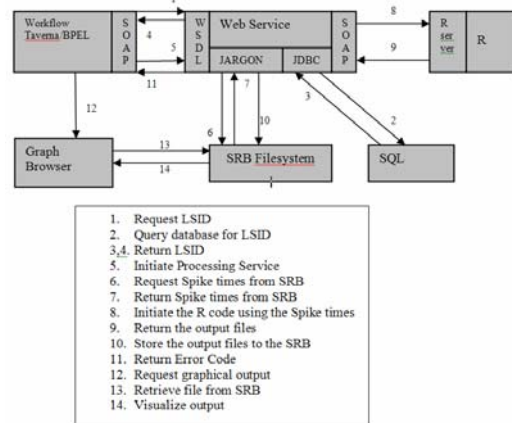 Workflow
Taverna/BPEL
SOAP
4
5
11
WSDL
Web Service
JARGON
JDBC
SOAP
8
9
R
ser
ver
R
12
7
6
10
3
2
13
14
Graph
Browser
SRB Filesystem
SQL
1. Request LSID
2. Query database for LSID
3,4. Return LSID
5. Initiate Processing Service
6. Request Spike times from SRB
7. Return Spike times from SRB
8. Initiate the R code using the Spike times
9. Return the output files
10. Store the output files to the SRB
11. Return Error Code
12. Request graphical output
13. Retrieve file from SRB
14. Visualize output